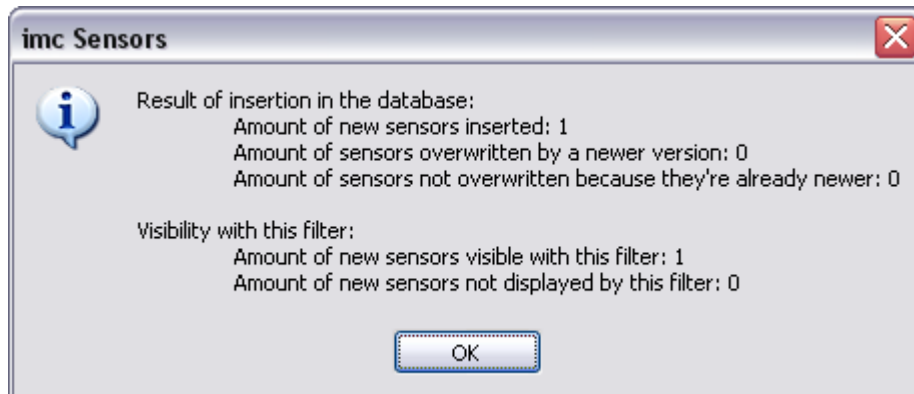 imc Sensors
Result of insertion in the database:
Amount of new sensors inserted: 1
Amount of sensors overwritten by a newer version: 0
Amount of sensors not overwritten because they're already newer: 0
Visibility with this filter:
Amount of new sensors visible with this filter: 1
Amount of new sensors not displayed by this filter: 0
OK